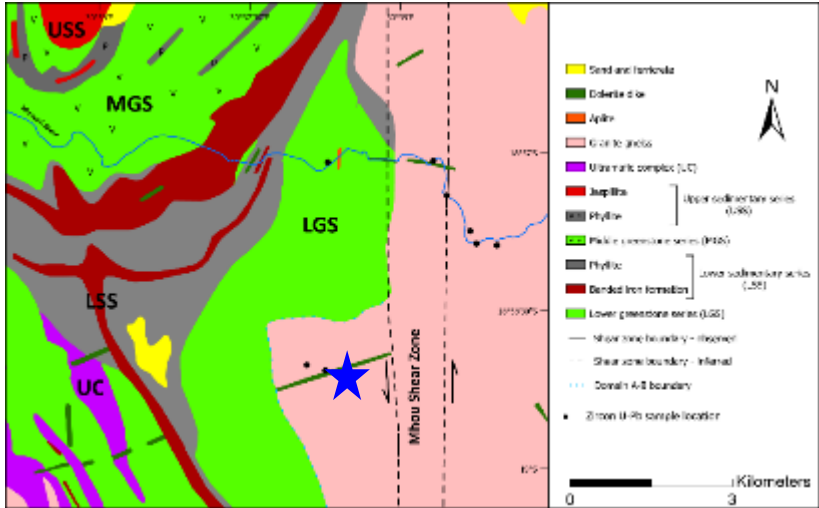 USS
MGS
LGS
LSS
UC
Mhou Shear Zone
18°57'S
19°S
N
Sand and ferricrete
Dolerite dike
Aplite
Granite gneiss
Ultramafic complex (UC)
Jaspilite
Phyllite
Upper sedimentary series
(USS)
Middle greenstone series (MGS)
Phyllite
Banded iron formation
Lower sedimentary series
(LSS)
Lower greenstone series (LGS)
Shear zone boundary - Observed
Shear zone boundary - Inferred
Domain A-B boundary
Zircon U-Pb sample location
Kilometers
0
3